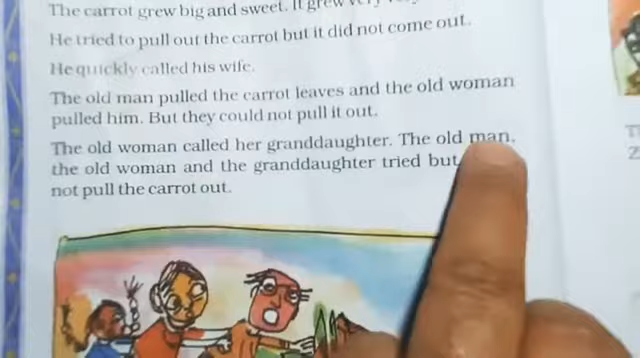 The carrot grew big and sweet. It grew very
He tried to pull out the carrot but it did not come out.
He quickly called his wife.
The old man pulled the carrot leaves and the old woman
pulled him. But they could not pull it out.
The old woman called her granddaughter. The old man,
the old woman and the granddaughter tried but
not pull the carrot out.